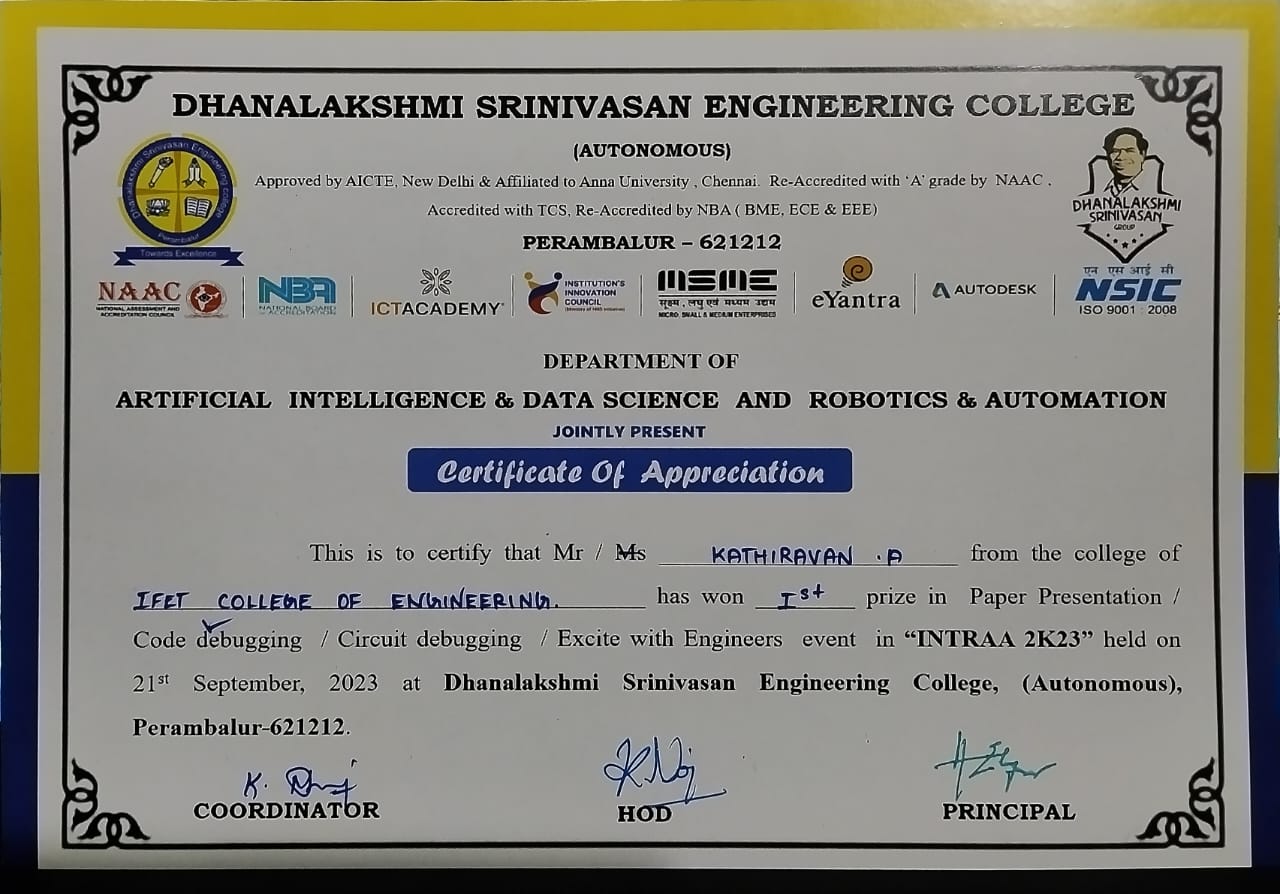 DHANALAKSHMI SRINIVASAN ENGINEERING COLLEGE
(AUTONOMOUS)
Dhanalakshmi Srinivasan Engineering College
Perambalur
Towards Excellence
Approved by AICTE, New Delhi & Affiliated to Anna University , Chennai. Re-Accredited with ‘A’ grade by NAAC .
Accredited with TCS, Re-Accredited by NBA ( BME, ECE & EEE)
PERAMBALUR – 621212
DHANALAKSHMI
SRINIVASAN
GROUP
NAAC
NATIONAL ASSESSMENT AND
ACCREDITATION COUNCIL
NBA
NATIONAL BOARD
OF ACCREDITATION
ICTACADEMY
INSTITUTION'S
INNOVATION
COUNCIL
MSME
सूक्ष्म, लघु एवं मध्यम उद्यम
MICRO, SMALL & MEDIUM ENTERPRISES
eYantra
AUTODESK
एन एस आई सी
NSIC
ISO 9001 : 2008
DEPARTMENT OF
ARTIFICIAL INTELLIGENCE & DATA SCIENCE AND ROBOTICS & AUTOMATION
JOINTLY PRESENT
Certificate Of Appreciation
This is to certify that Mr / Ms KATHIRAVAN .A from the college of
IFET COLLEGE OF ENGINEERING. has won Ist prize in Paper Presentation /
Code debugging / Circuit debugging / Excite with Engineers event in “INTRAA 2K23” held on
21st September, 2023 at Dhanalakshmi Srinivasan Engineering College, (Autonomous),
Perambalur-621212.
COORDINATOR
HOD
PRINCIPAL